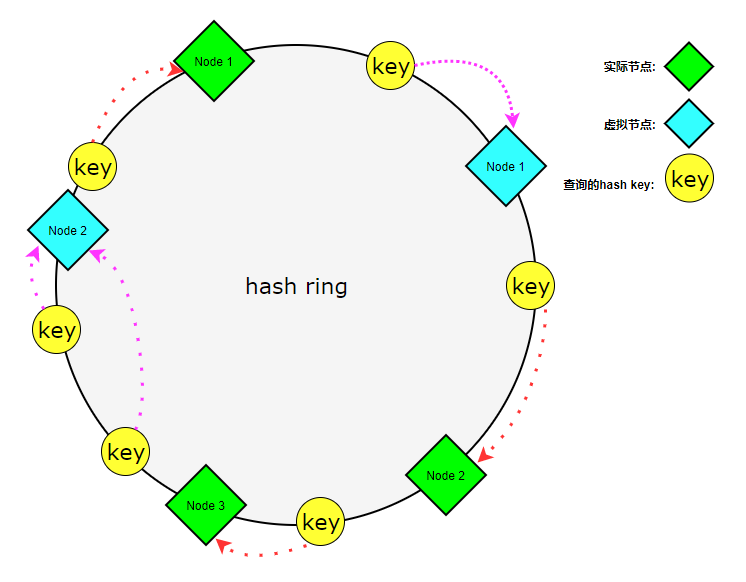 Node 1
key
实际节点:
虚拟节点:
key
Node 1
key
查询的hash key:
key
Node 2
hash ring
key
key
key
Node 2
Node 3
key